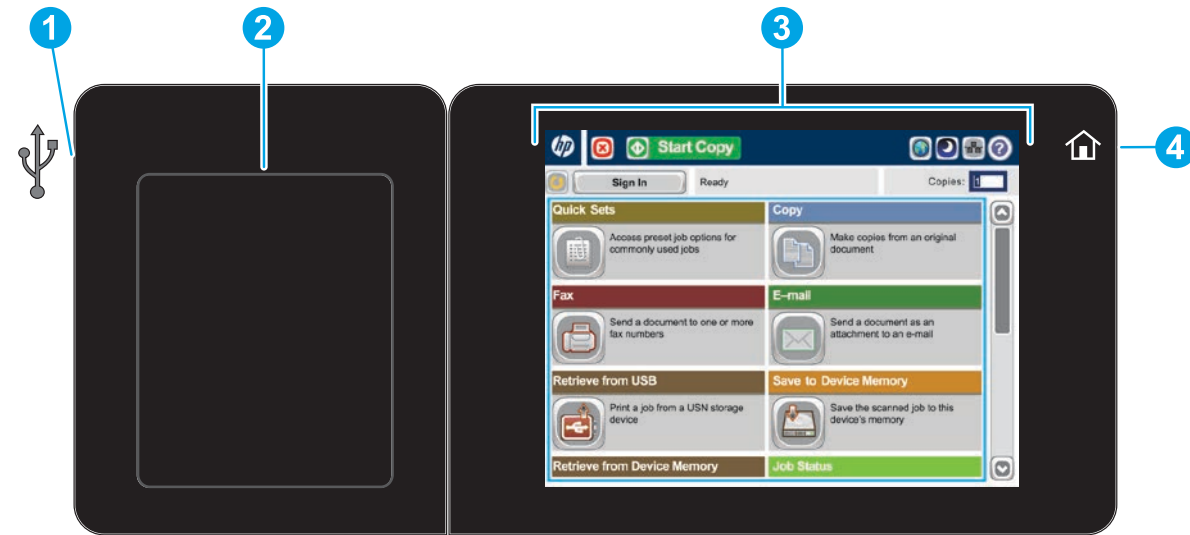 1
2
3
4
hp
Start Copy
?
Sign In
Ready
Copies: 1
Quick Sets
Access preset job options for
commonly used jobs
Copy
Make copies from an original
document
Fax
Send a document to one or more
fax numbers
E-mail
Send a document as an
attachment to an e-mail
Retrieve from USB
Print a job from a USN storage
device
Save to Device Memory
Save the scanned job to this
device's memory
Retrieve from Device Memory
Job Status